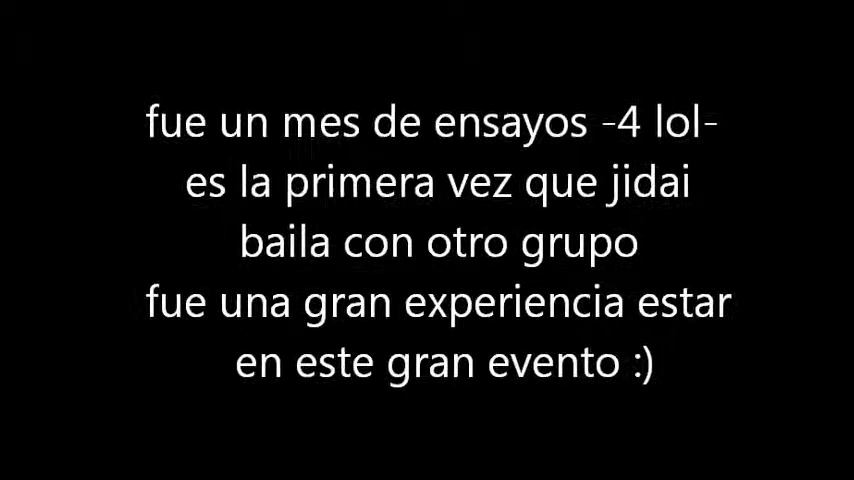 fue un mes de ensayos -4 lol-
es la primera vez que jidai
baila con otro grupo
fue una gran experiencia estar
en este gran evento :)